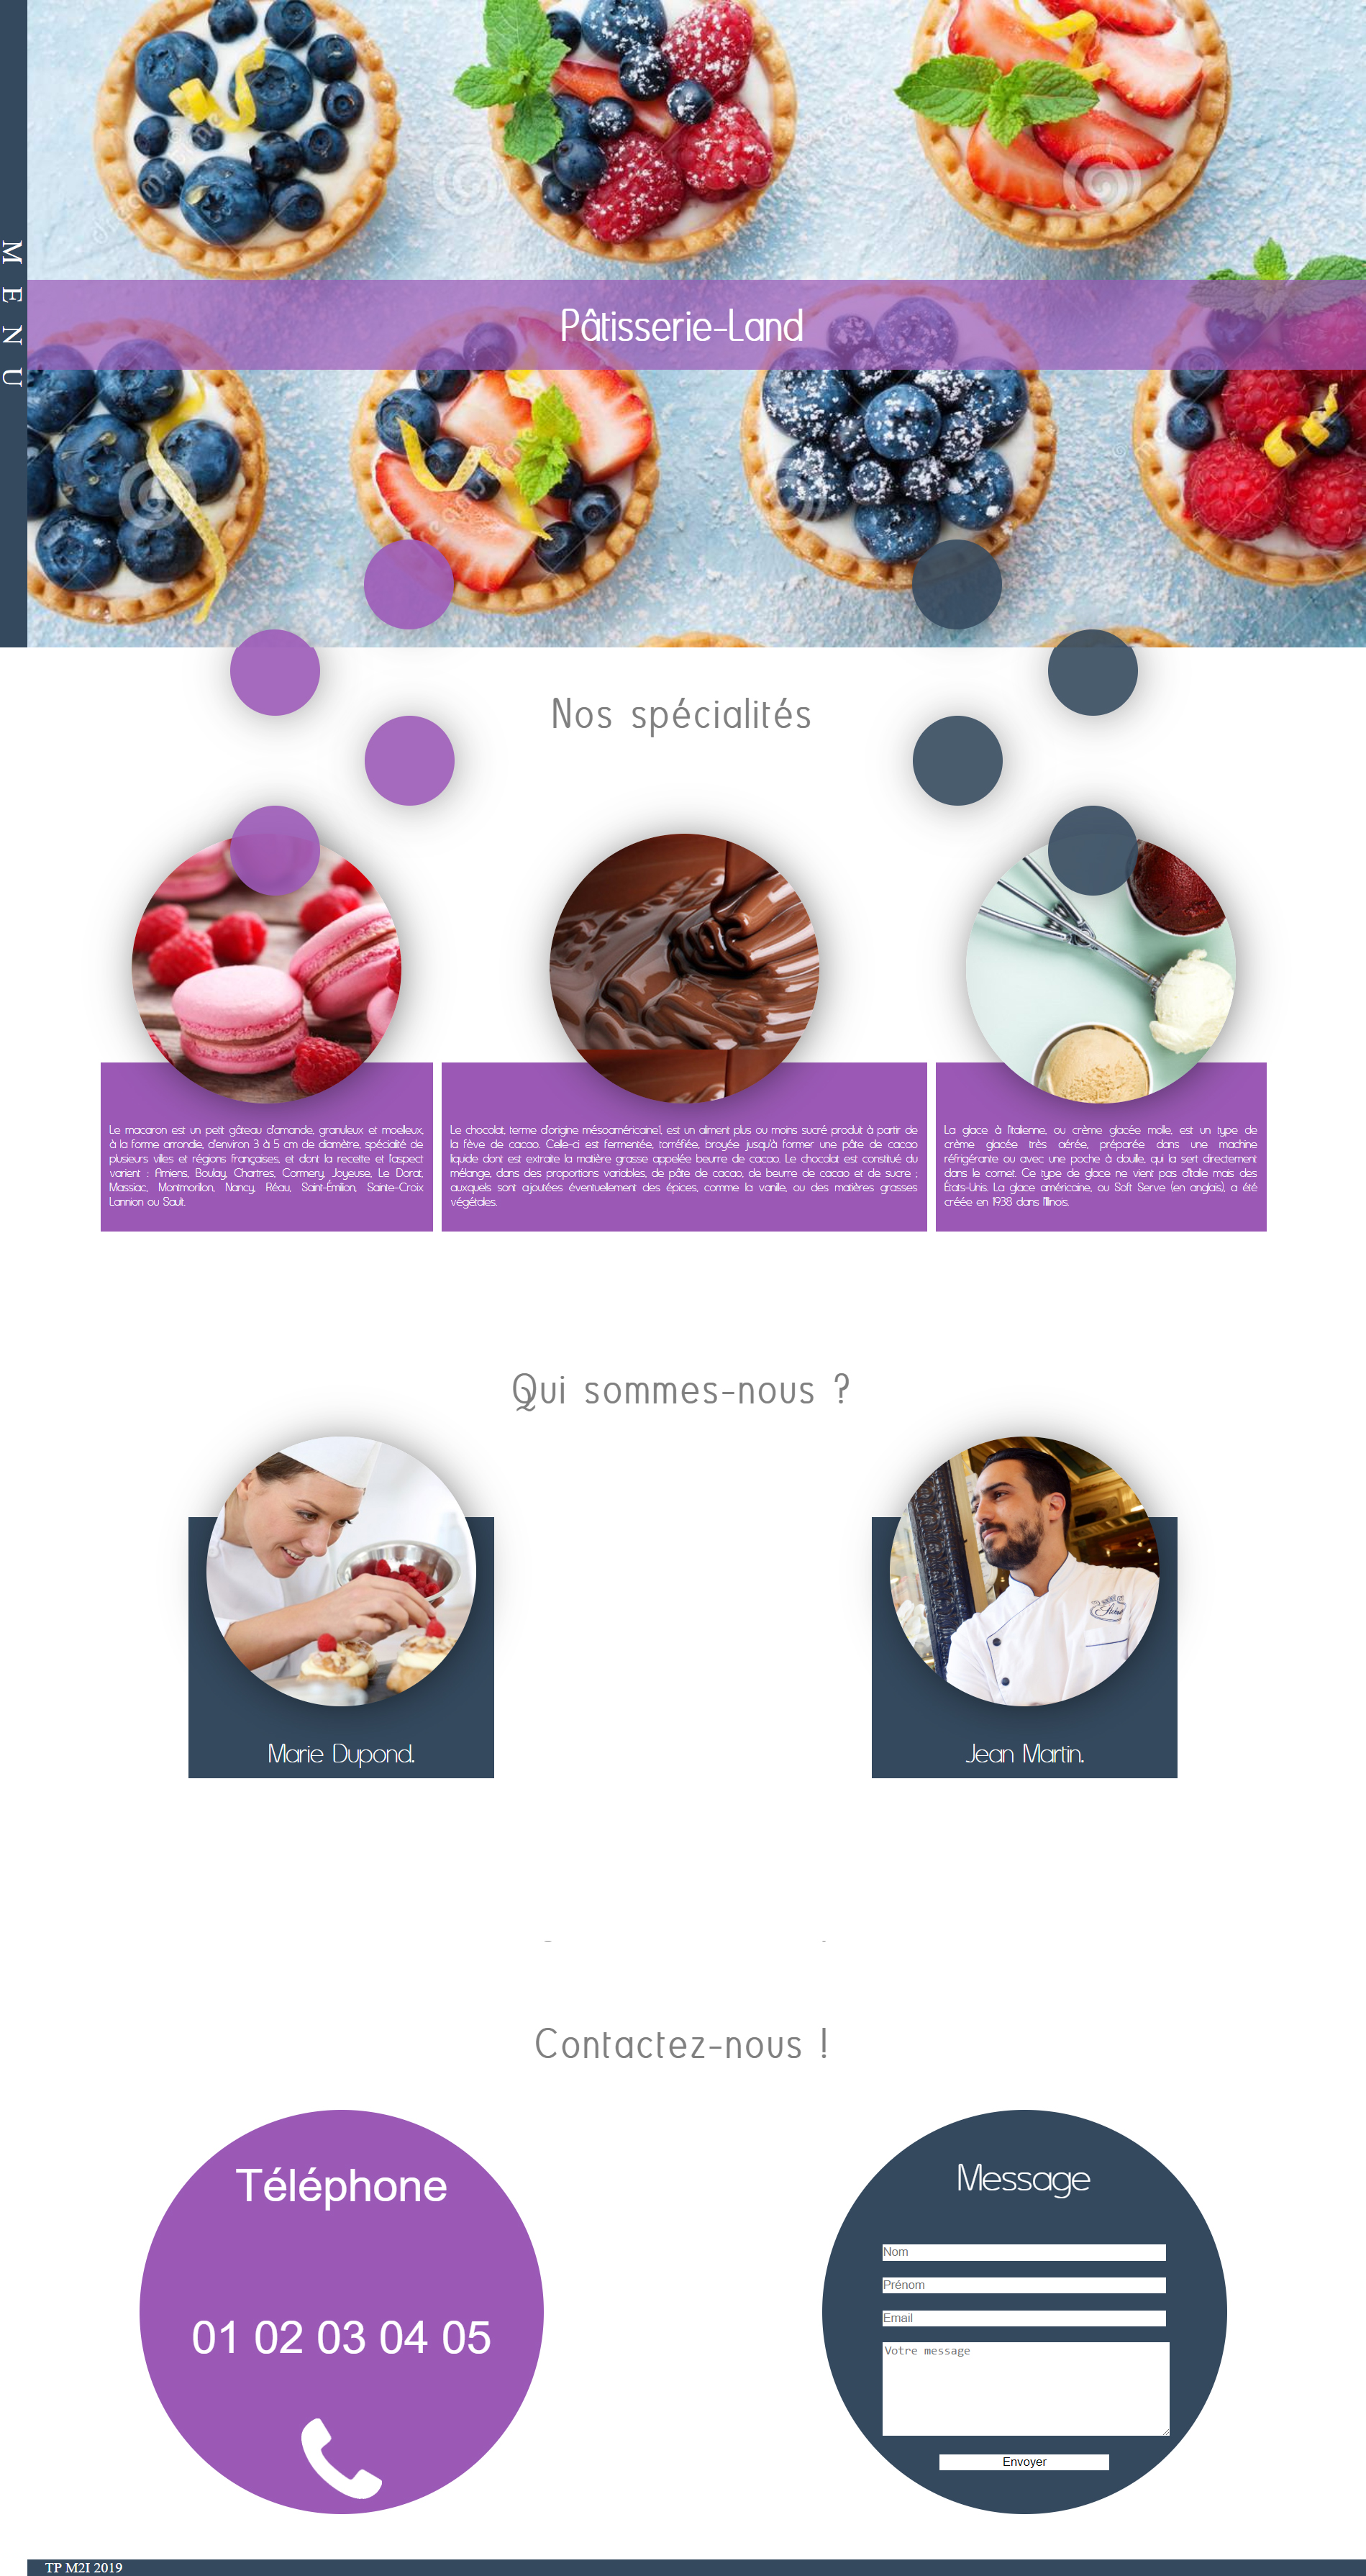 MENU
Pâtisserie-Land
Nos spécialités
Le macaron est un petit gâteau d'amande, granuleux et moelleux,
à la forme arrondie, d'environ 3 à 5 cm de diamètre, spécialité de
plusieurs villes et régions françaises, et dont la recette et l'aspect
varient : Amiens, Boulay, Chartres, Cormery, Joyeuse, Le Dorat,
Massiac, Montmorillon, Nancy, Réau, Saint-Émilion, Sainte-Croix
Lannion ou Sault.
Le chocolat, terme d'origine mésoaméricaine1, est un aliment plus ou moins sucré produit à partir de
la fève de cacao. Celle-ci est fermentée, torréfiée, broyée jusqu'à former une pâte de cacao
liquide dont est extraite la matière grasse appelée beurre de cacao. Le chocolat est constitué du
mélange, dans des proportions variables, de pâte de cacao, de beurre de cacao et de sucre ;
auxquels sont ajoutées éventuellement des épices, comme la vanille, ou des matières grasses
végétales.
La glace à l'italienne, ou crème glacée molle, est un type de
crème glacée très aérée, préparée dans une machine
réfrigérante ou avec une poche à douille, qui la sert directement
dans le cornet. Ce type de glace ne vient pas d'Italie mais des
États-Unis. La glace américaine, ou Soft Serve (en anglais), a été
créée en 1938 dans l'Illinois.
Qui sommes-nous ?
Marie Dupond.
Jean Martin.
Contactez-nous !
Téléphone
01 02 03 04 05
Message
Nom
Prénom
Email
Votre message
Envoyer
TP M2I 2019